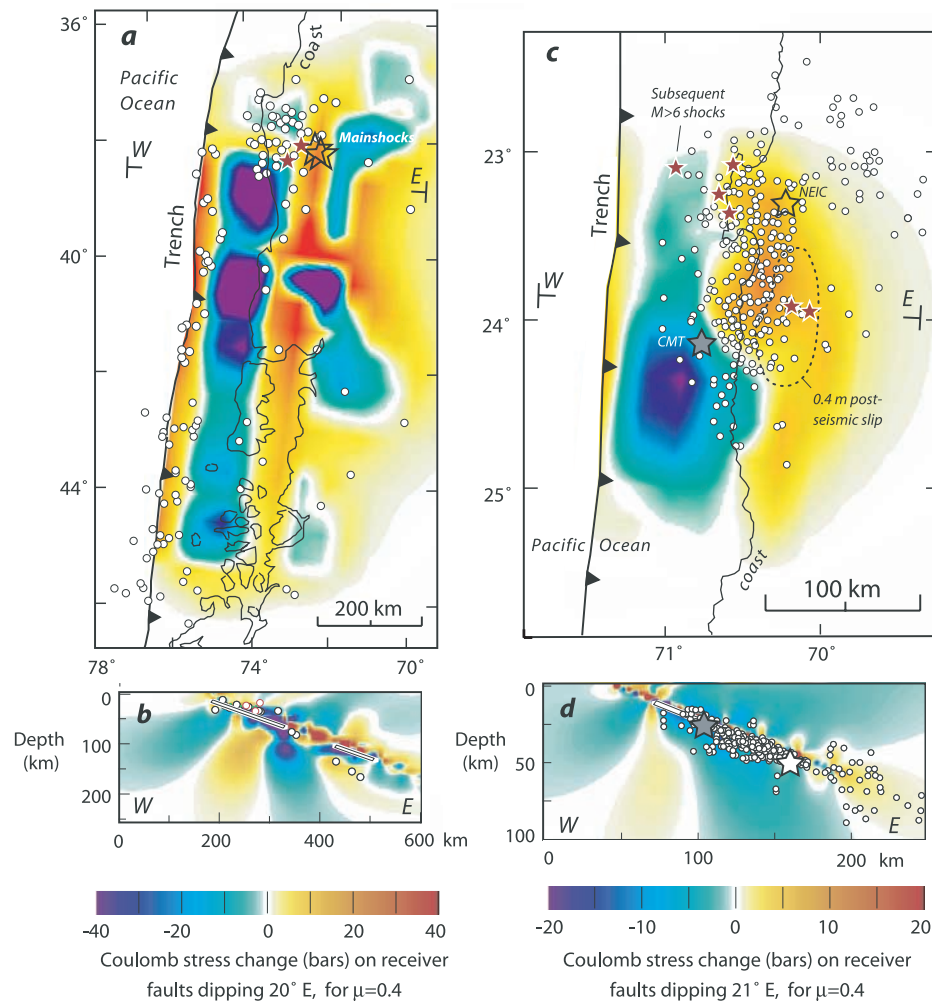 a
36°
40°
44°
78°
74°
70°
Pacific
Ocean
coast
Mainshocks
W
E
Trench
200 km
b
0
100
200
Depth
(km)
W
E
0
200
400
600
km
-40
-20
0
20
40
Coulomb stress change (bars) on receiver
faults dipping 20° E, for μ=0.4
c
23°
24°
25°
71°
70°
Subsequent
M>6 shocks
NEIC
Trench
W
E
CMT
0.4 m post-
seismic slip
Pacific
Ocean
coast
100 km
d
0
50
100
Depth
(km)
W
E
0
100
200
km
-20
-10
0
10
20
Coulomb stress change (bars) on receiver
faults dipping 21° E, for μ=0.4